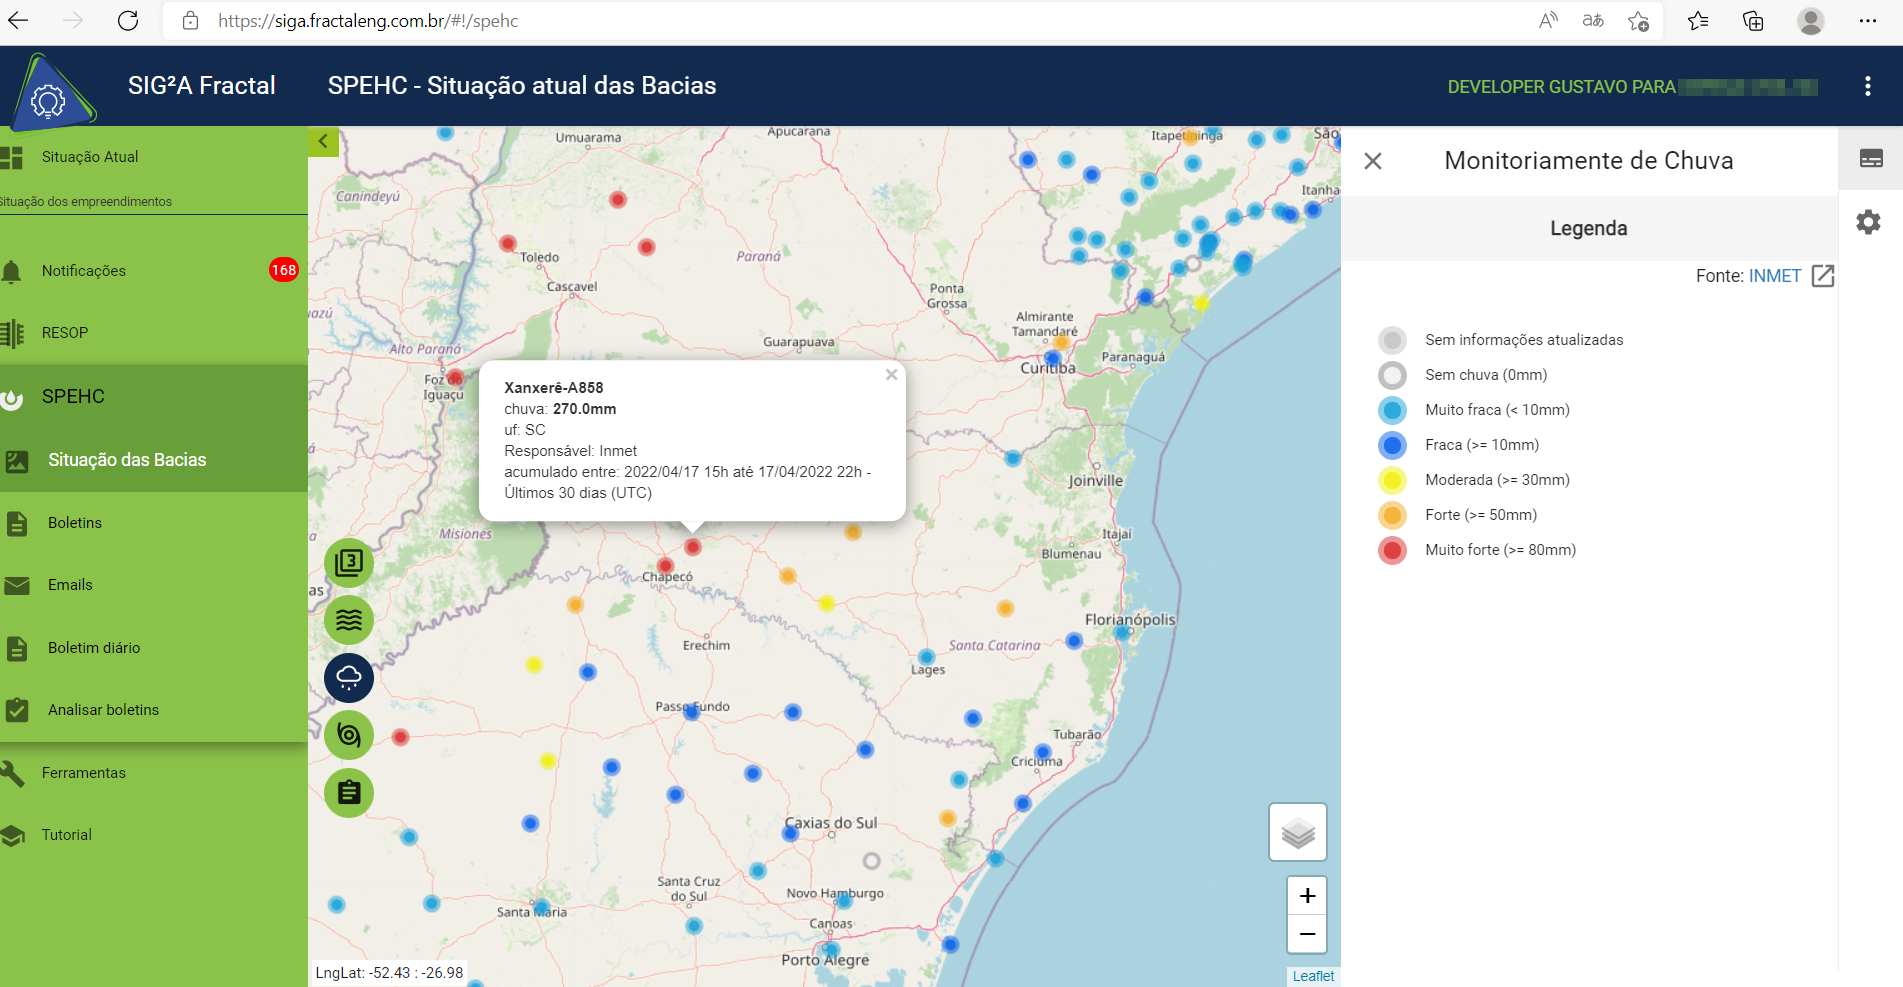 https://siga.fractaleng.com.br/#!/spehc
SIG²A Fractal
SPEHC - Situação atual das Bacias
DEVELOPER GUSTAVO PARA
Situação Atual
Situação dos empreendimentos
Notificações
168
RESOP
SPEHC
Situação das Bacias
Boletins
Emails
Boletim diário
Analisar boletins
Ferramentas
Tutorial
Umuarama
Apucarana
Itapetininga
São
Canindeyú
Itanha
Toledo
Paraná
Cascavel
Ponta
Grossa
uazú
Almirante
Tamandaré
Alto Paraná
Guarapuava
Paranaguá
Curitiba
Foz do
Iguaçu
Xanxerê-A858
chuva: 270.0mm
uf: SC
Responsável: Inmet
acumulado entre: 2022/04/17 15h até 17/04/2022 22h -
Últimos 30 dias (UTC)
×
Joinville
Misiones
Itajaí
Blumenau
Chapecó
as
3
Florianópolis
Erechim
Santa Catarina
Lages
Passo Fundo
Tubarão
Criciúma
Caxias do Sul
Santa Cruz
do Sul
Novo Hamburgo
Santa Maria
Canoas
Porto Alegre
LngLat: -52.43 : -26.98
+
−
Leaflet
Monitoriamente de Chuva
Legenda
Fonte: INMET
Sem informações atualizadas
Sem chuva (0mm)
Muito fraca (< 10mm)
Fraca (>= 10mm)
Moderada (>= 30mm)
Forte (>= 50mm)
Muito forte (>= 80mm)